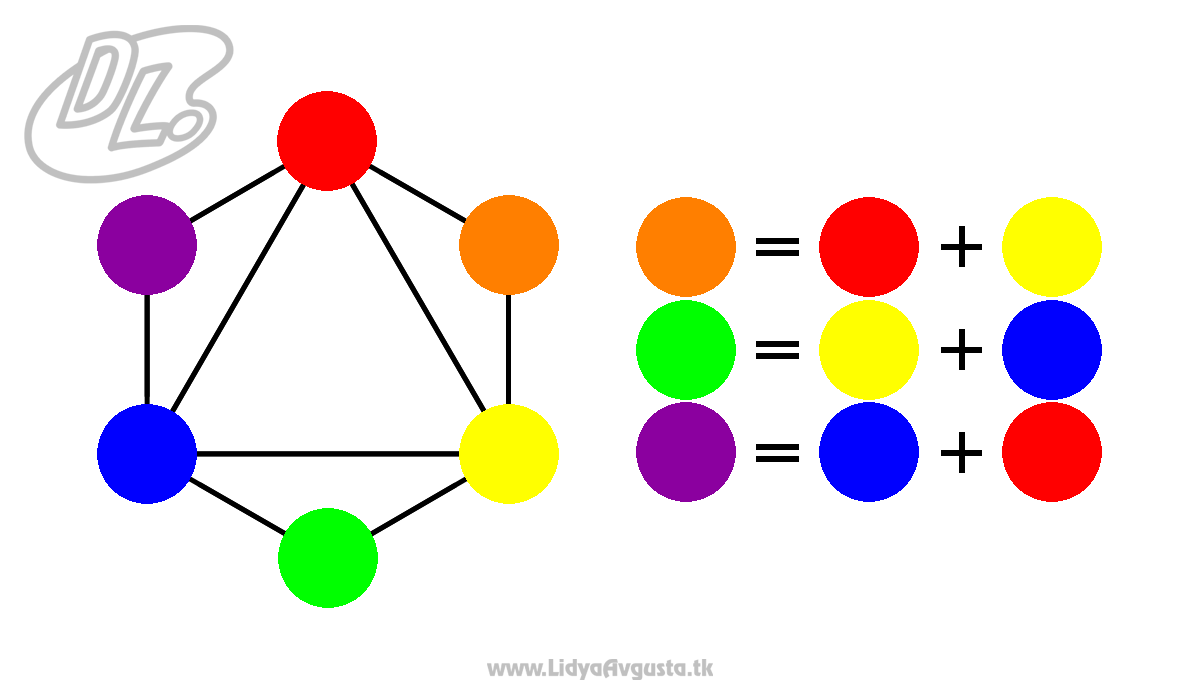 DL.
= +
= +
= +
www.LidyaAvgusta.tk